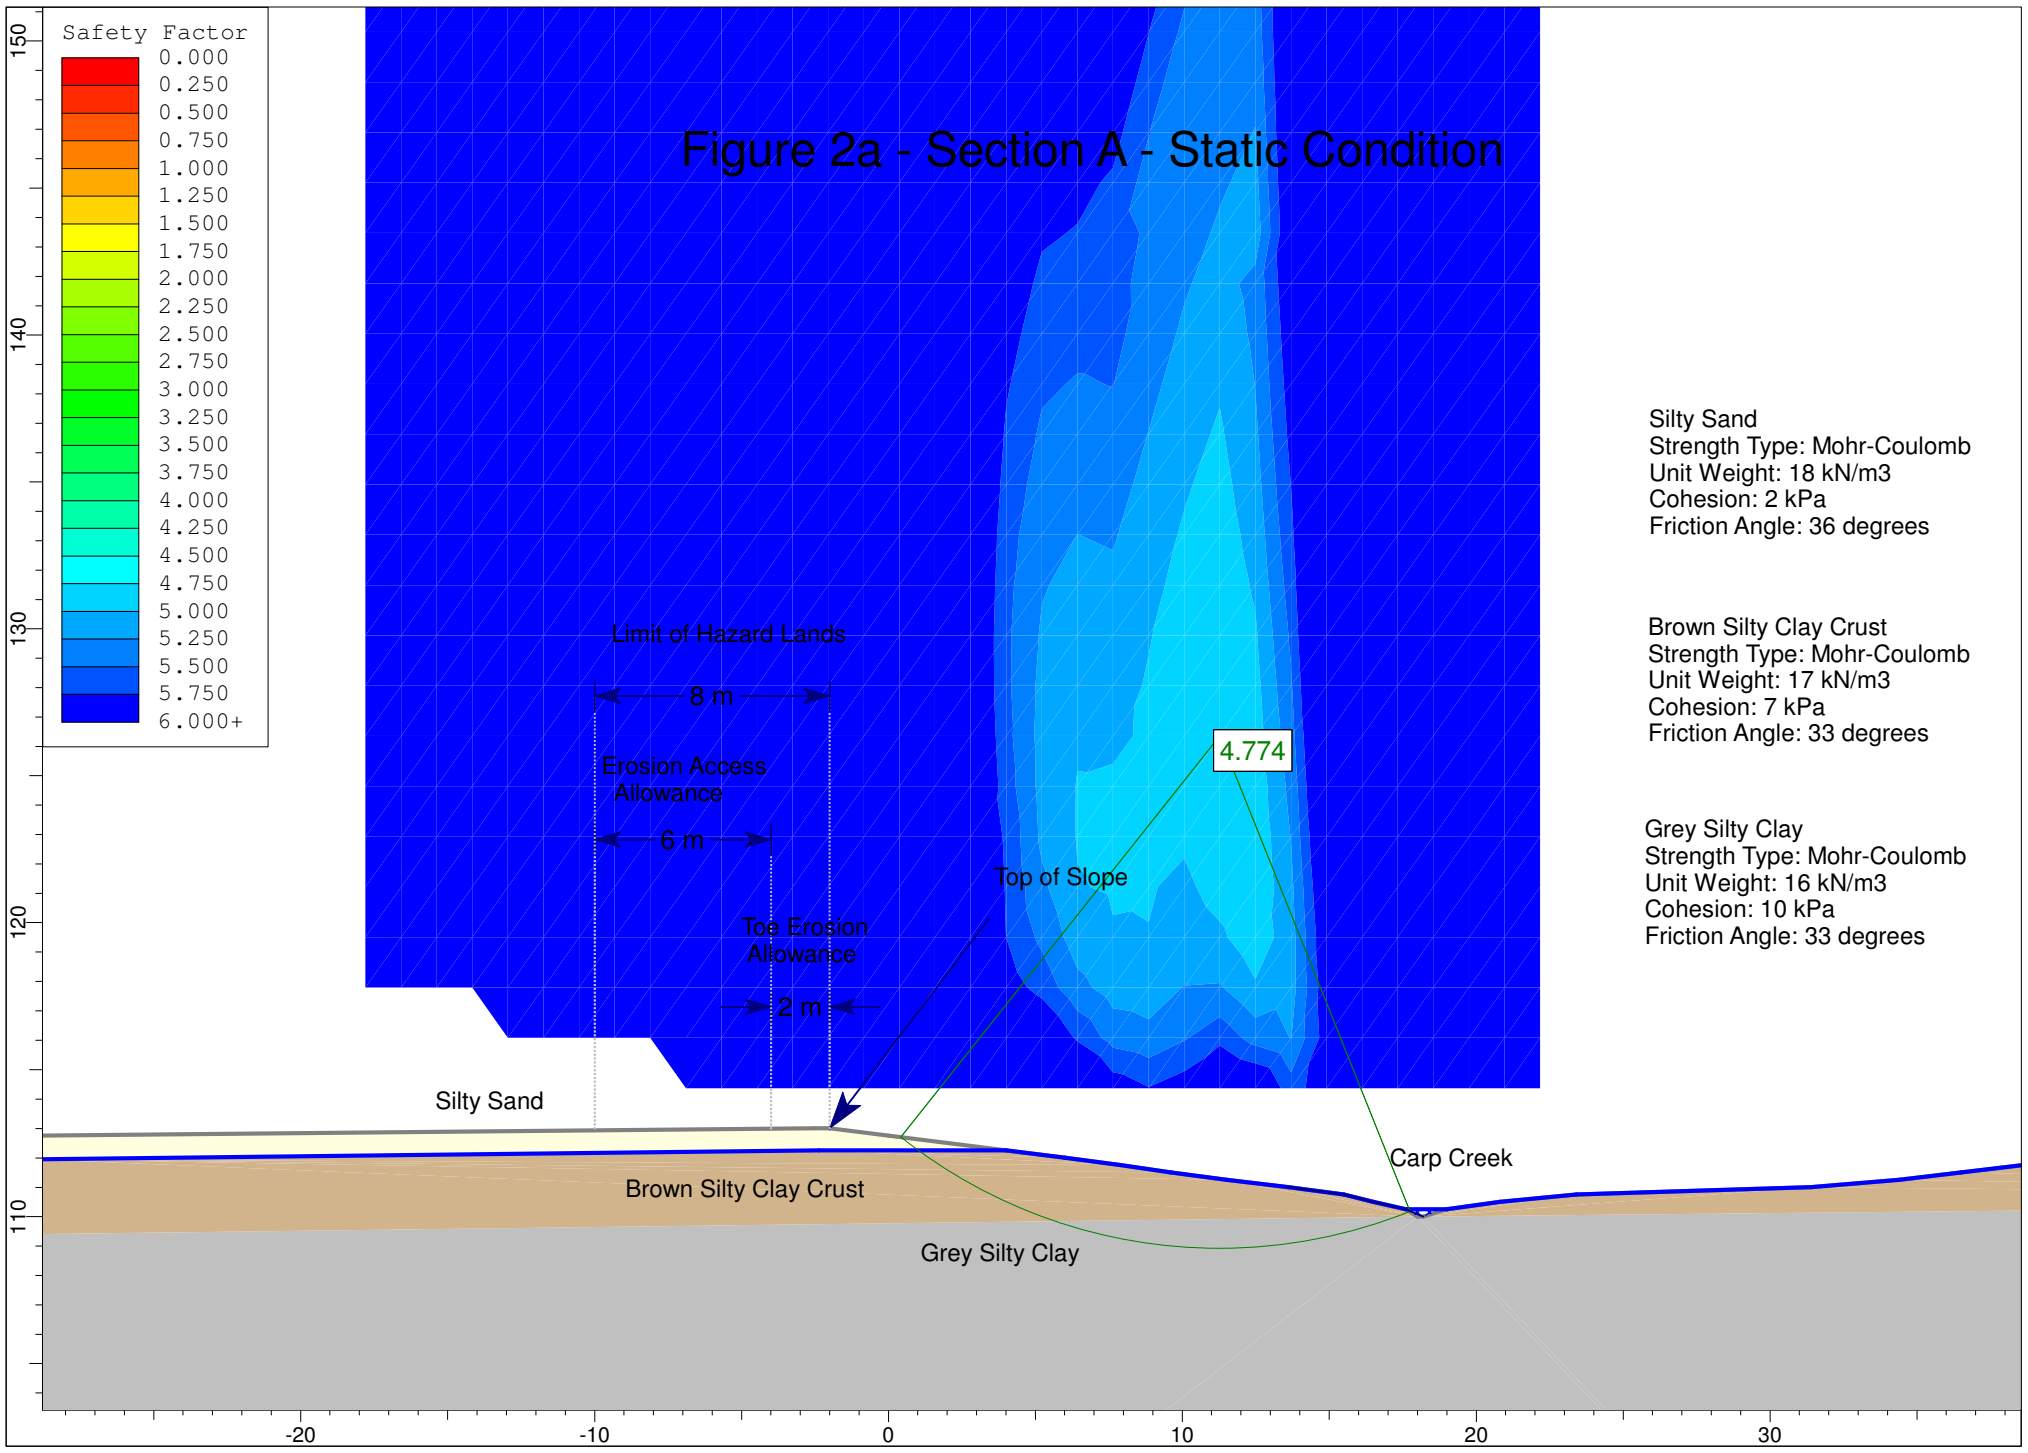 Safety Factor
0.000
0.250
0.500
0.750
1.000
1.250
1.500
1.750
2.000
2.250
2.500
2.750
3.000
3.250
3.500
3.750
4.000
4.250
4.500
4.750
5.000
5.250
5.500
5.750
6.000+
Figure 2a - Section A - Static Condition
Silty Sand
Strength Type: Mohr-Coulomb
Unit Weight: 18 kN/m3
Cohesion: 2 kPa
Friction Angle: 36 degrees
Brown Silty Clay Crust
Strength Type: Mohr-Coulomb
Unit Weight: 17 kN/m3
Cohesion: 7 kPa
Friction Angle: 33 degrees
Grey Silty Clay
Strength Type: Mohr-Coulomb
Unit Weight: 16 kN/m3
Cohesion: 10 kPa
Friction Angle: 33 degrees
Limit of Hazard Lands
8 m
Erosion Access
Allowance
6 m
4.774
Top of Slope
Toe Erosion
Allowance
2 m
Silty Sand
Carp Creek
Brown Silty Clay Crust
Grey Silty Clay
150
140
130
120
110
-20
-10
0
10
20
30